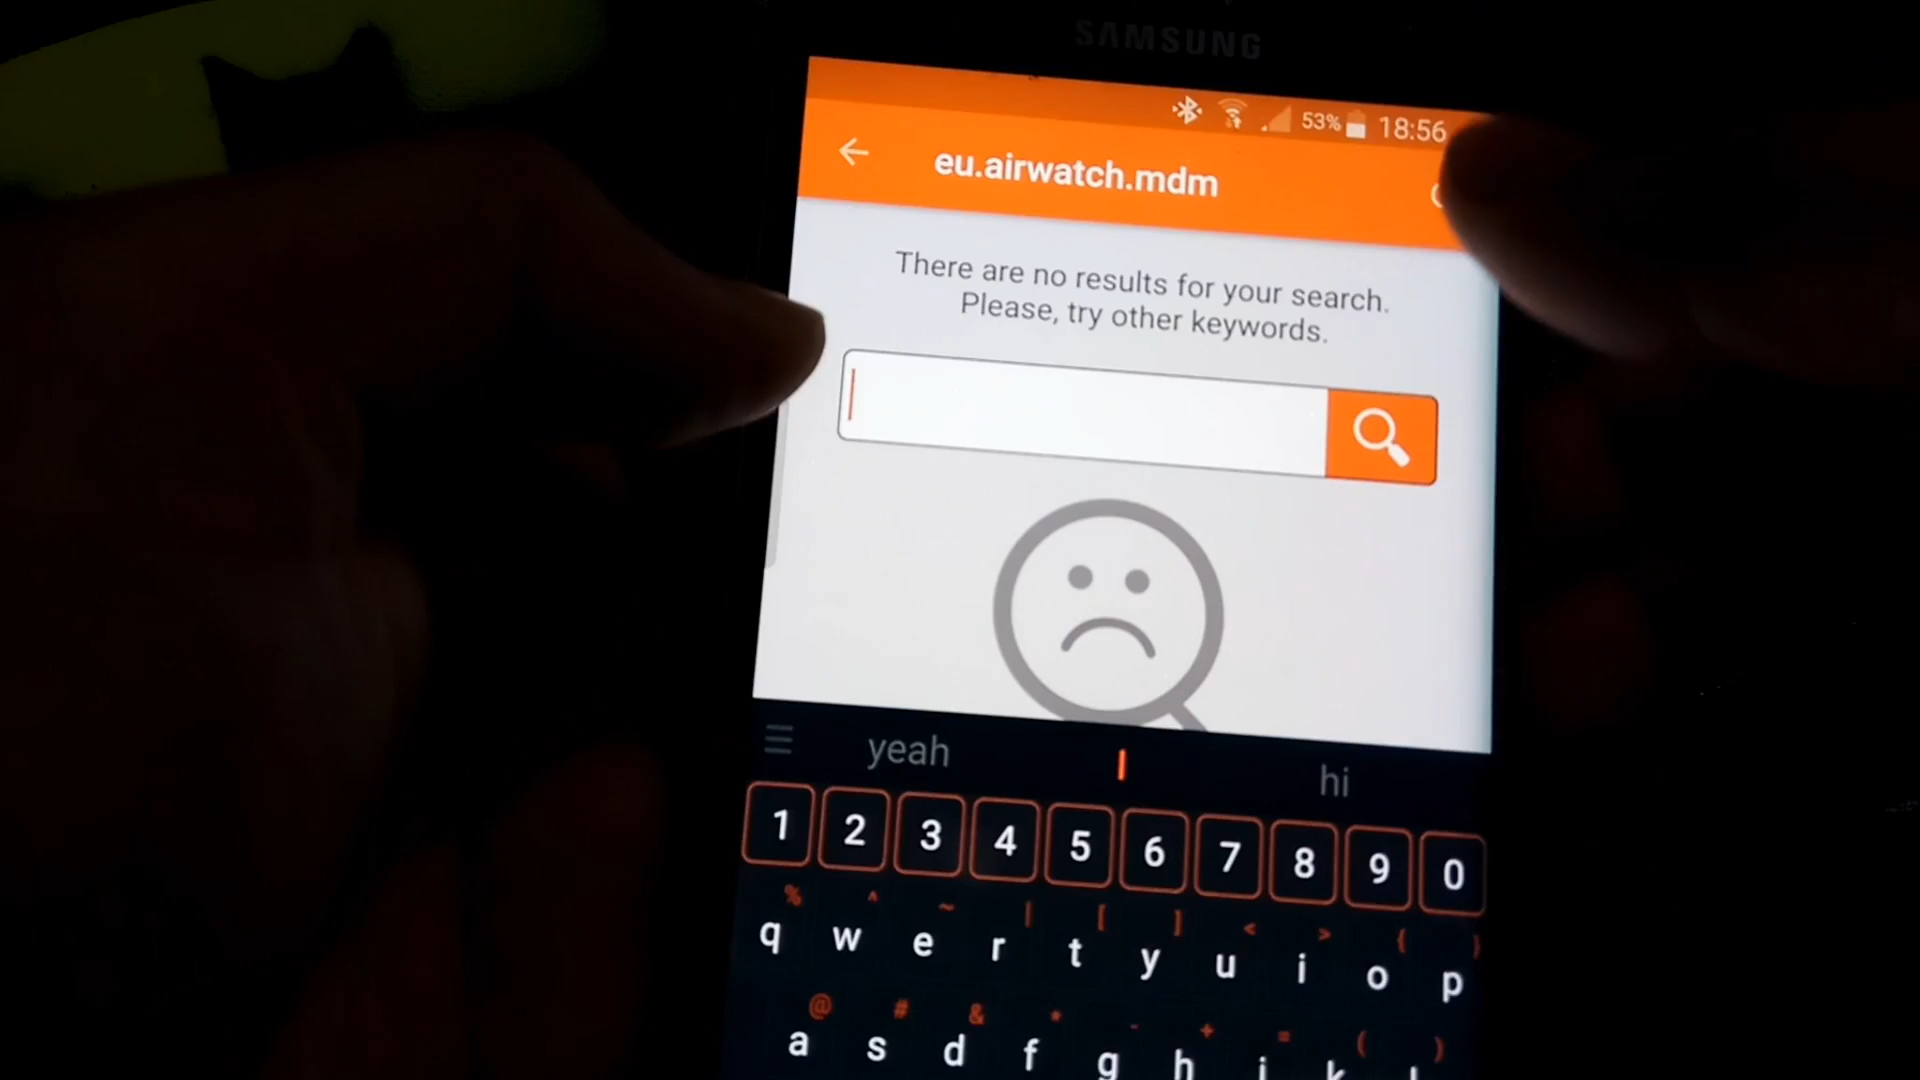 SAMSUNG
53% 18:56
eu.airwatch.mdm
There are no results for your search.
Please, try other keywords.
yeah I hi
1 2 3 4 5 6 7 8 9 0
% ^ ~ | [ ] < > { }
q w e r t y u i o p
@ # & * - + = ( )
a s d f g h j k l